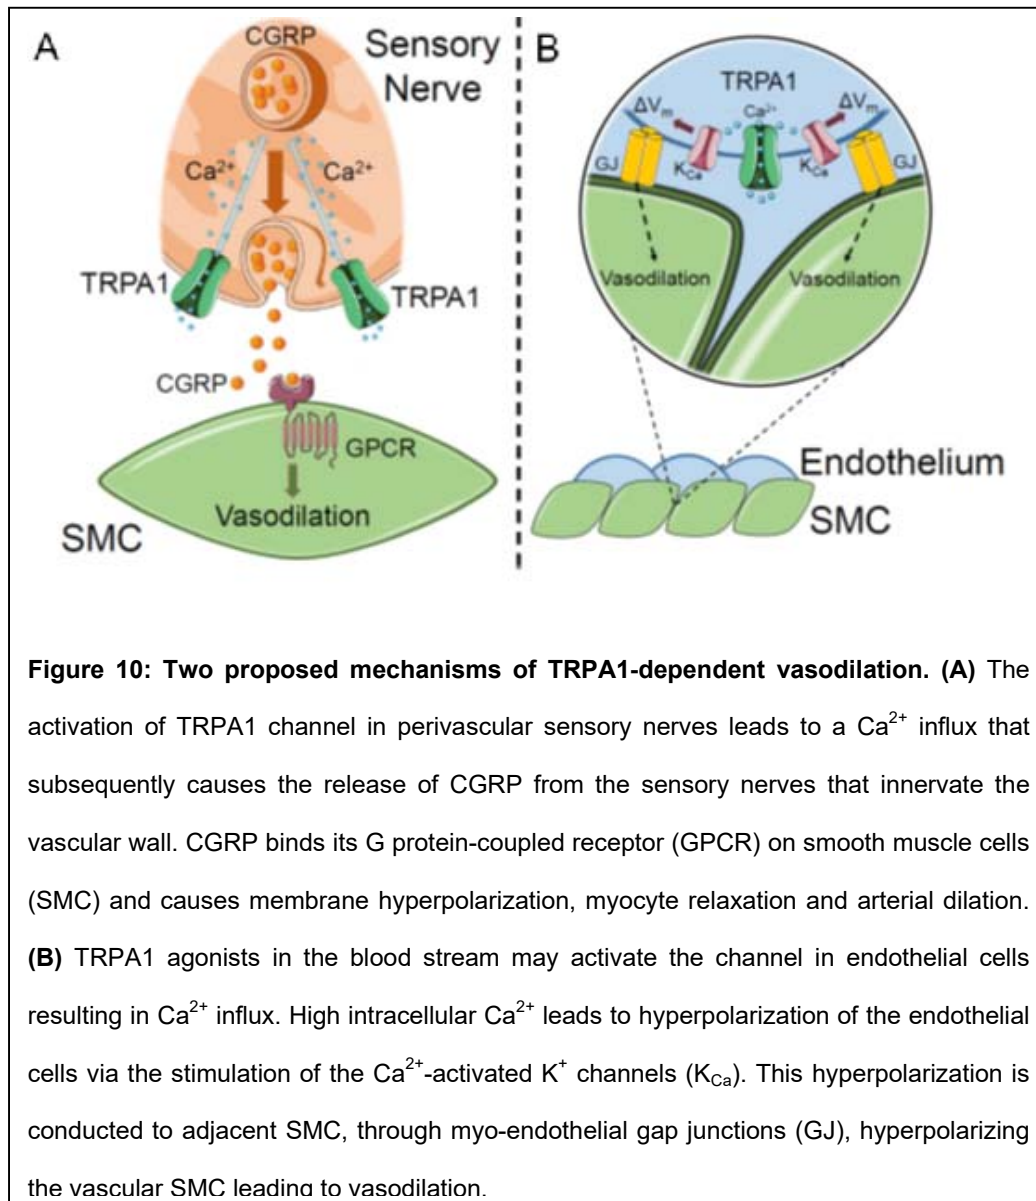 A
CGRP
Sensory
Nerve
Ca²⁺
Ca²⁺
TRPA1
TRPA1
CGRP
GPCR
Vasodilation
SMC
B
TRPA1
ΔVₘ
Ca²⁺
ΔVₘ
GJ
K_Ca
K_Ca
GJ
Vasodilation
Vasodilation
Endothelium
SMC
Figure 10: Two proposed mechanisms of TRPA1-dependent vasodilation. (A) The
activation of TRPA1 channel in perivascular sensory nerves leads to a Ca²⁺ influx that
subsequently causes the release of CGRP from the sensory nerves that innervate the
vascular wall. CGRP binds its G protein-coupled receptor (GPCR) on smooth muscle cells
(SMC) and causes membrane hyperpolarization, myocyte relaxation and arterial dilation.
(B) TRPA1 agonists in the blood stream may activate the channel in endothelial cells
resulting in Ca²⁺ influx. High intracellular Ca²⁺ leads to hyperpolarization of the endothelial
cells via the stimulation of the Ca²⁺-activated K⁺ channels (K_Ca). This hyperpolarization is
conducted to adjacent SMC, through myo-endothelial gap junctions (GJ), hyperpolarizing
the vascular SMC leading to vasodilation.